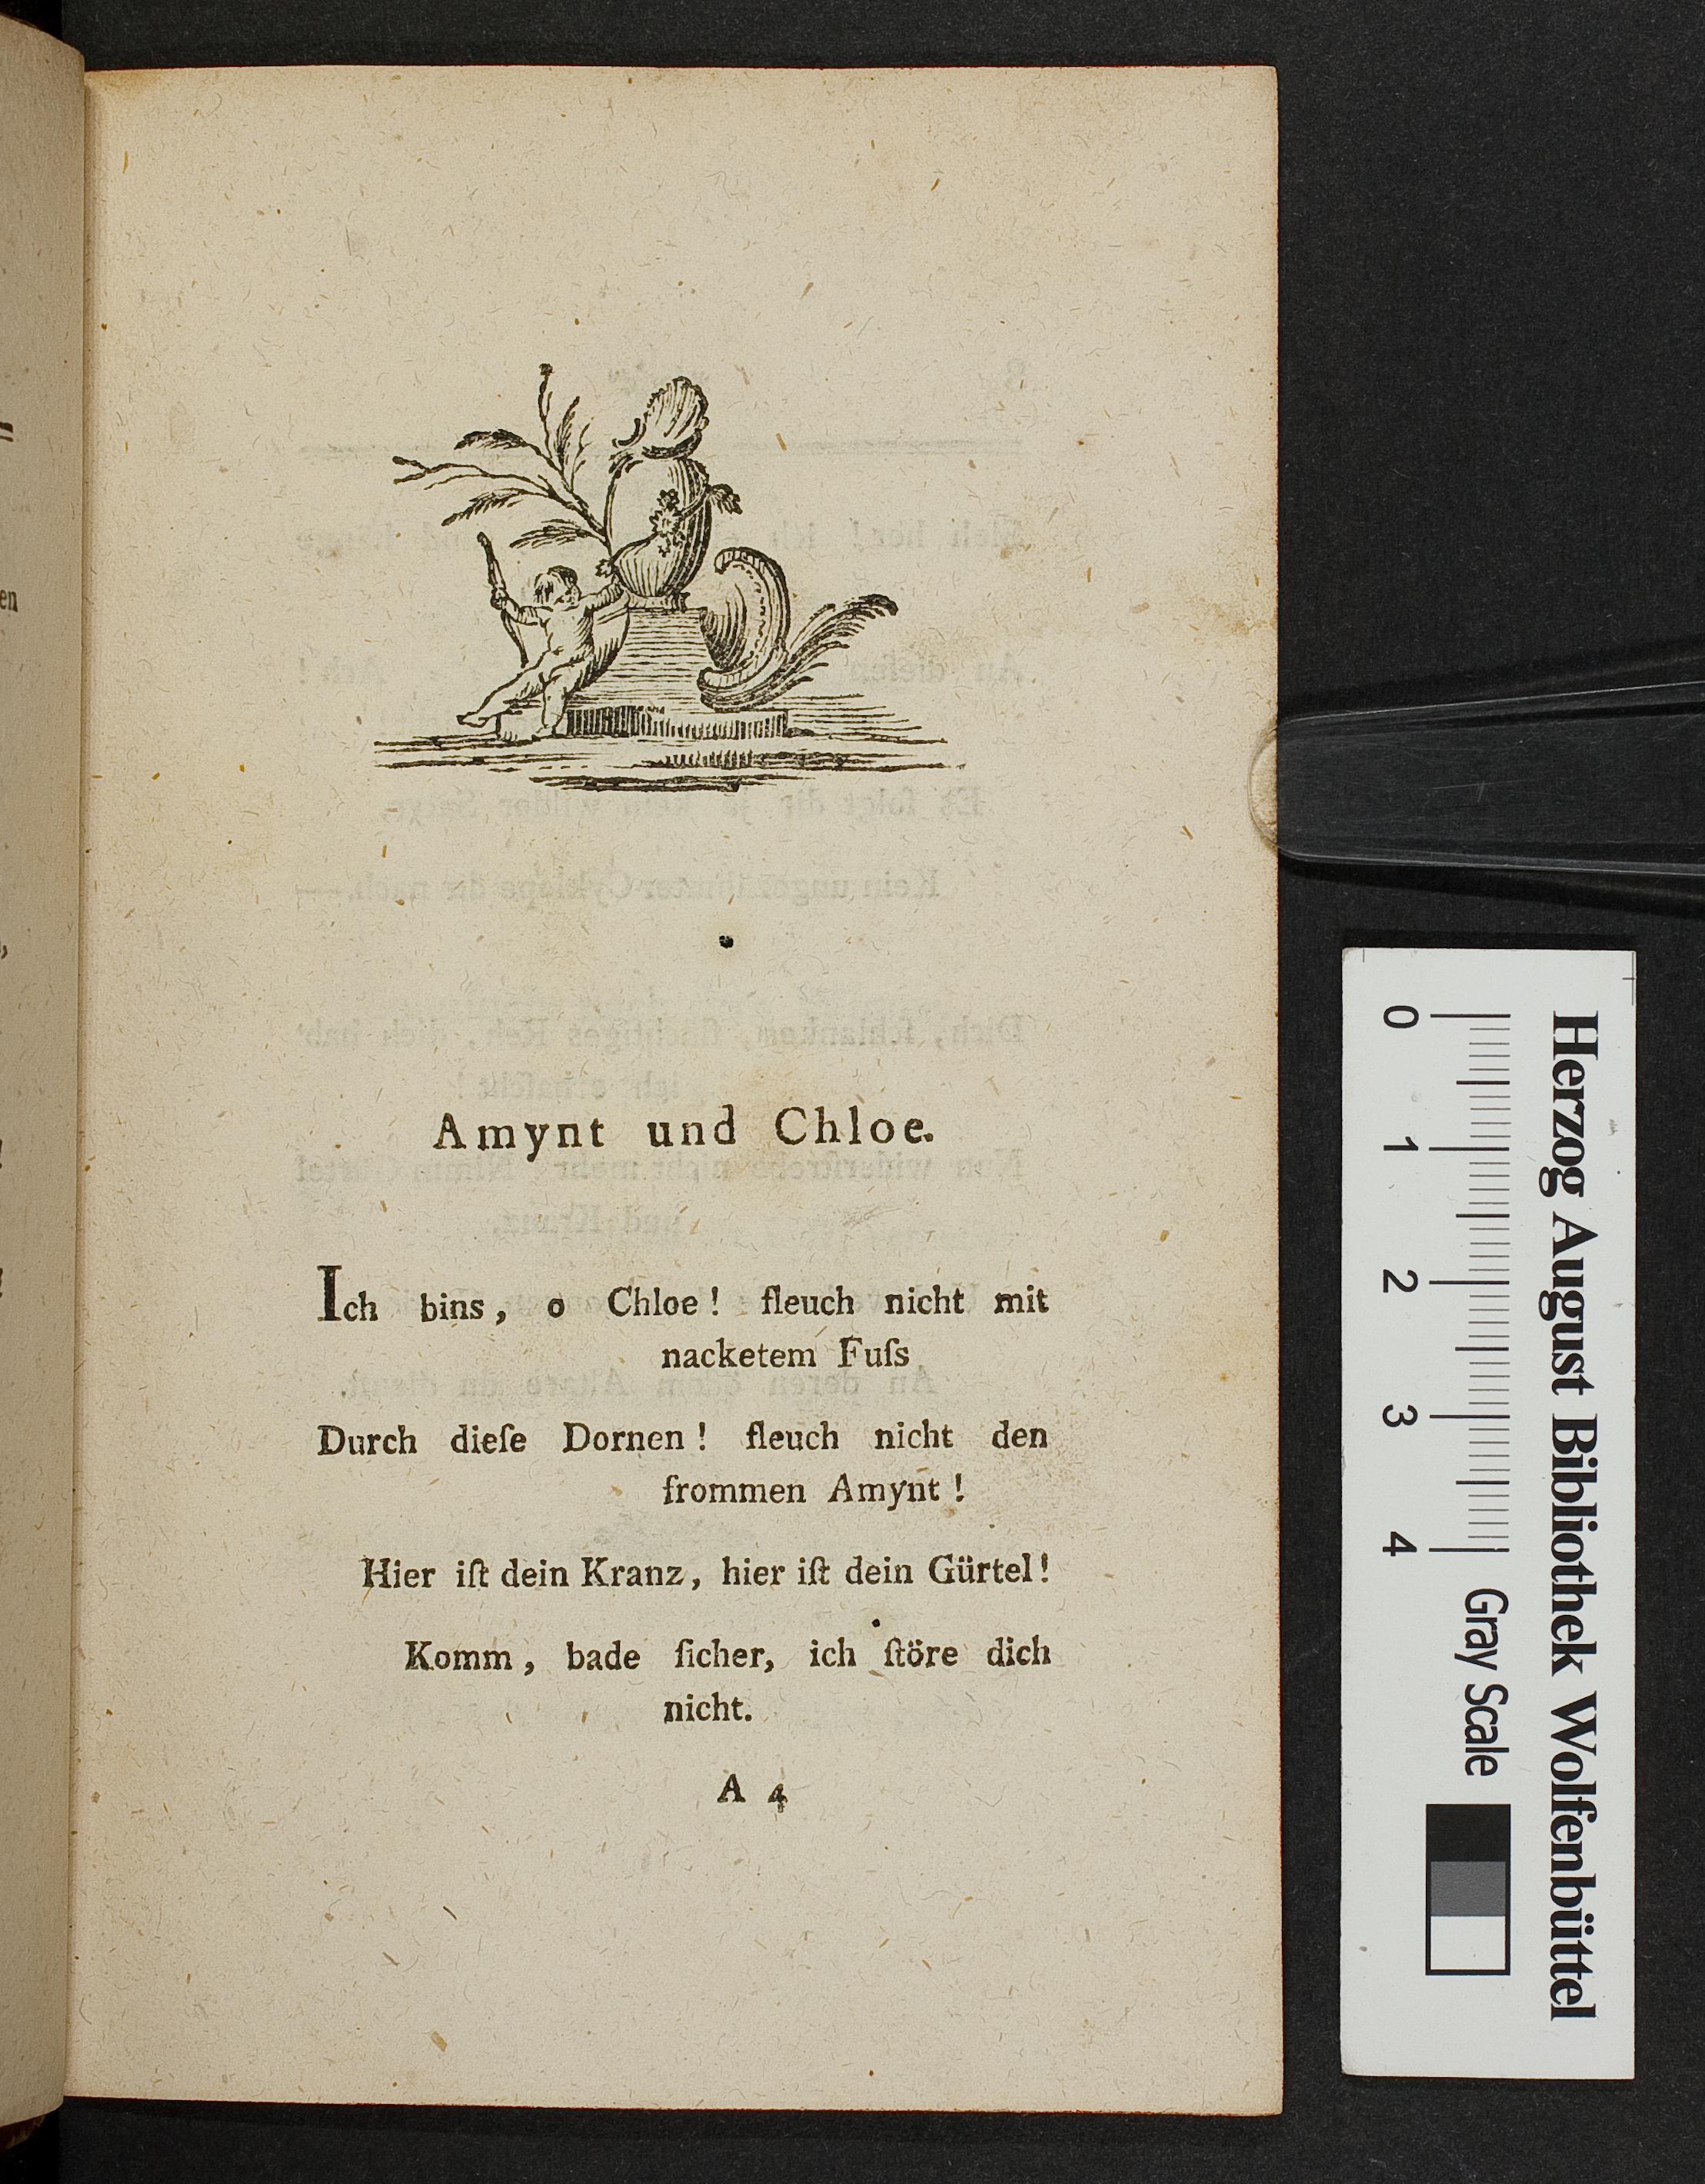 Amynt und Chloe.
Ich bins, o Chloe! fleuch nicht mit
nacketem Fuſs
Durch dieſe Dornen! fleuch nicht den
frommen Amynt!
Hier iſt dein Kranz, hier iſt dein Gürtel!
Komm, bade ſicher, ich ſtöre dich
nicht.
A 4
en
Herzog August Bibliothek Wolfenbüttel
0 1 2 3 4 Gray Scale